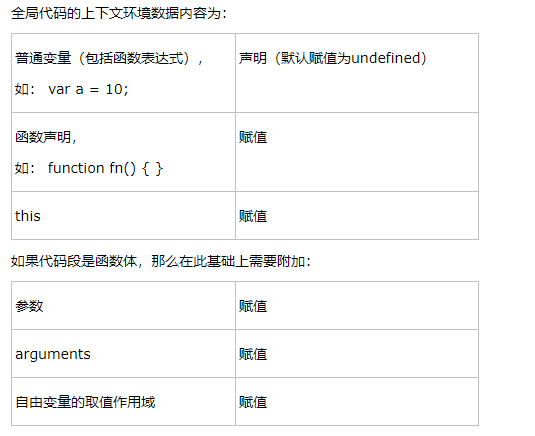 全局代码的上下文环境数据内容为：
普通变量（包括函数表达式），
如： var a = 10;
声明（默认赋值为undefined）
函数声明，
如： function fn() { }
赋值
this
赋值
如果代码段是函数体，那么在此基础上需要附加：
参数
赋值
arguments
赋值
自由变量的取值作用域
赋值